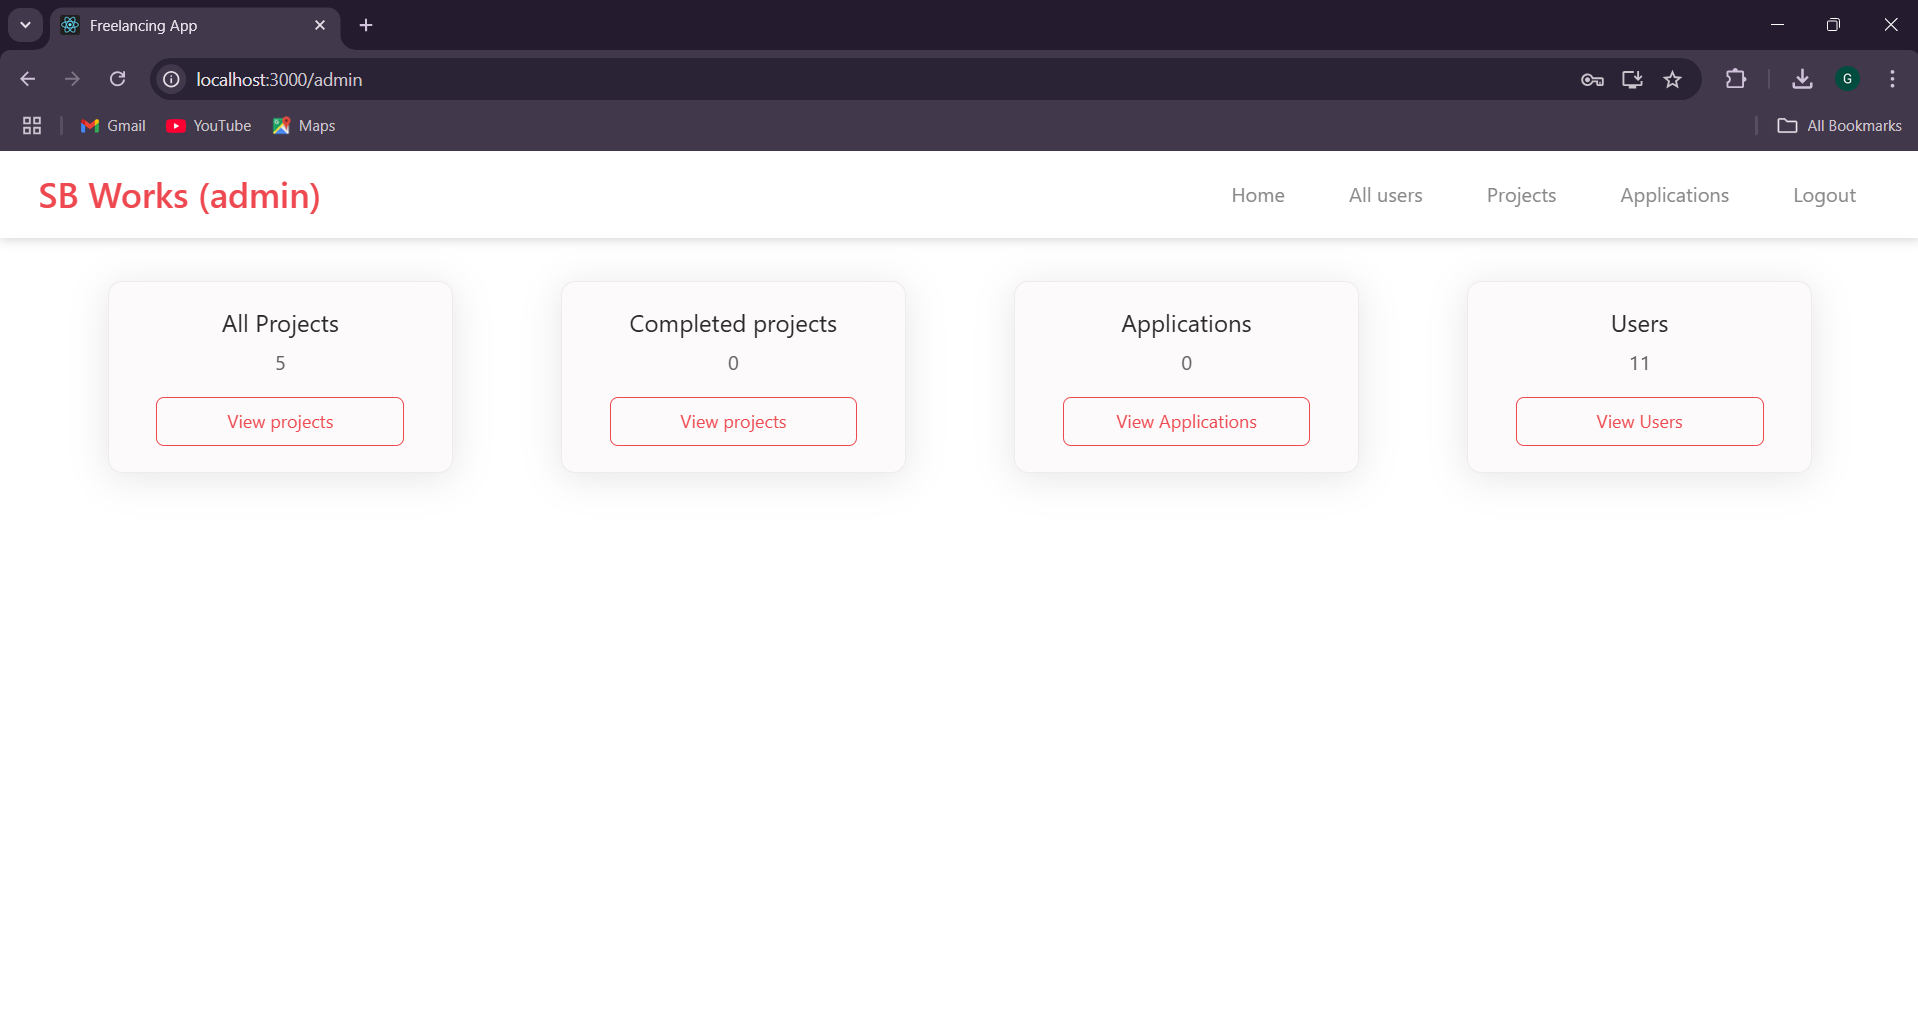 Freelancing App
localhost:3000/admin
G
Gmail
YouTube
Maps
All Bookmarks
SB Works (admin)
Home
All users
Projects
Applications
Logout
All Projects
5
View projects
Completed projects
0
View projects
Applications
0
View Applications
Users
11
View Users